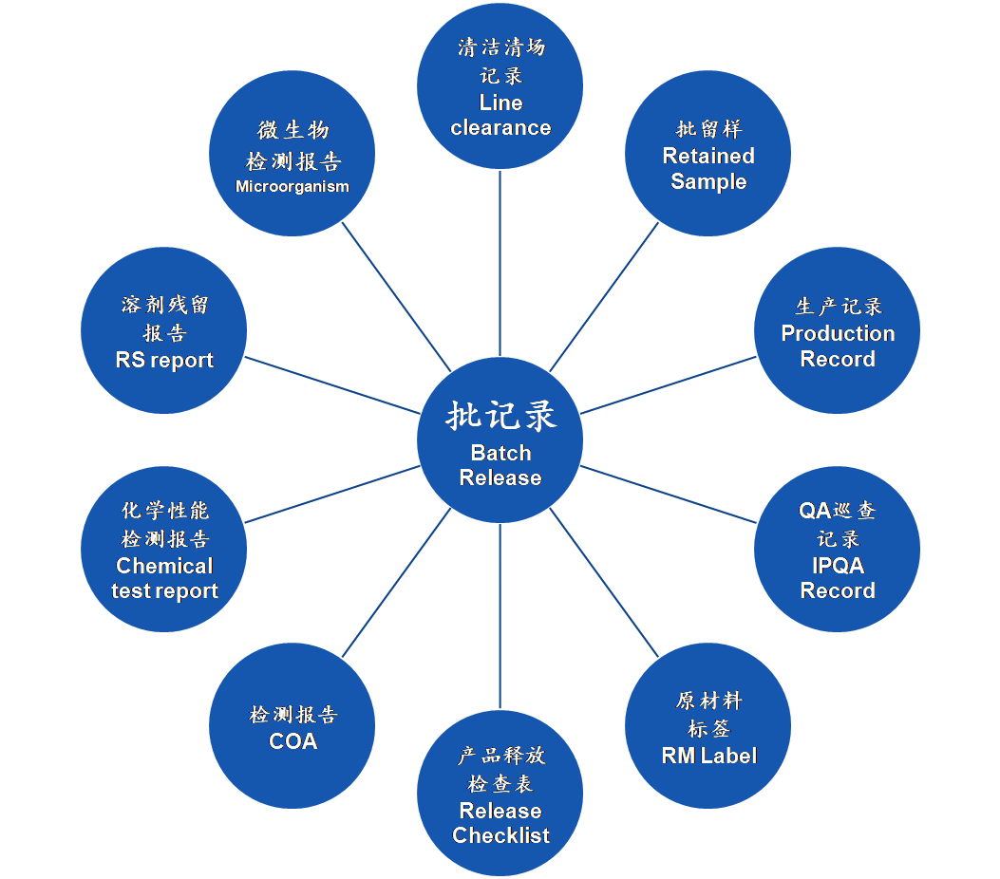 清洁清场
记录
Line
clearance
批留样
Retained
Sample
生产记录
Production
Record
QA巡查
记录
IPQA
Record
原材料
标签
RM Label
产品释放
检查表
Release
Checklist
检测报告
COA
化学性能
检测报告
Chemical
test report
溶剂残留
报告
RS report
微生物
检测报告
Microorganism
批记录
Batch
Release